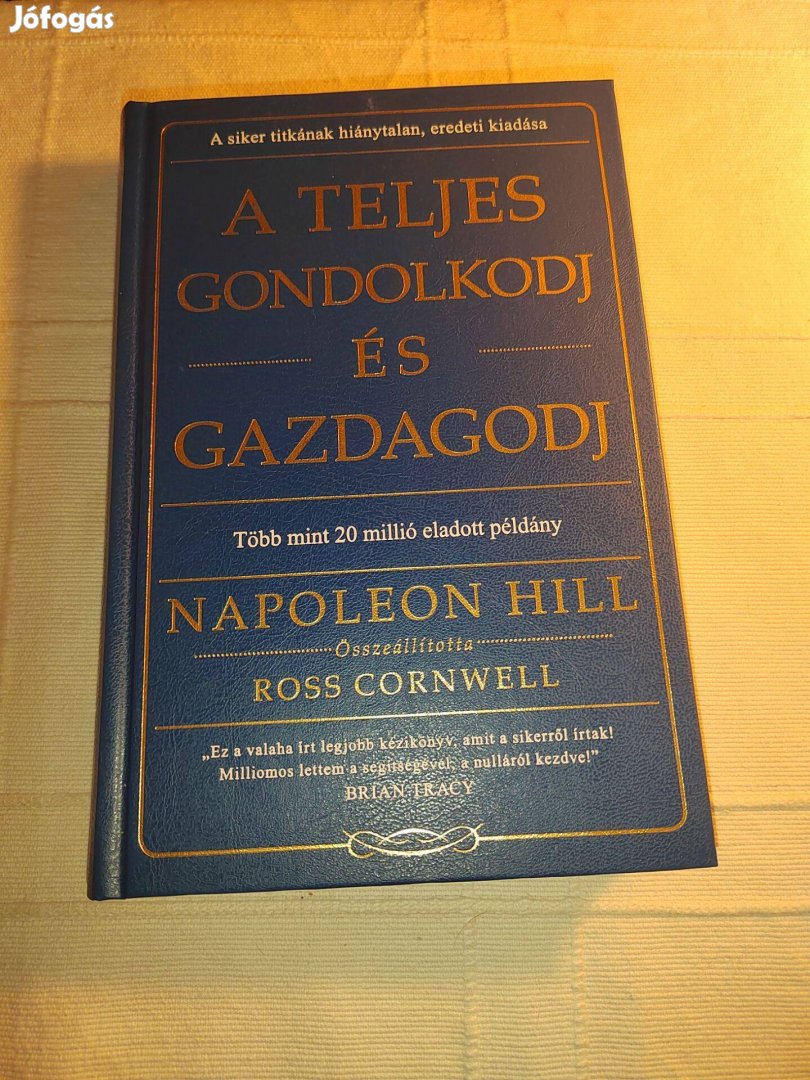 Jófogás
A siker titkának hiánytalan, eredeti kiadása
A TELJES
GONDOLKODJ
ÉS
GAZDAGODJ
Több mint 20 millió eladott példány
NAPOLEON HILL
Összeállította
ROSS CORNWELL
„Ez a valaha írt legjobb kézikönyv, amit a sikerről írtak!
Milliomos lettem a segítségével, a nulláról kezdve!”
BRIAN TRACY